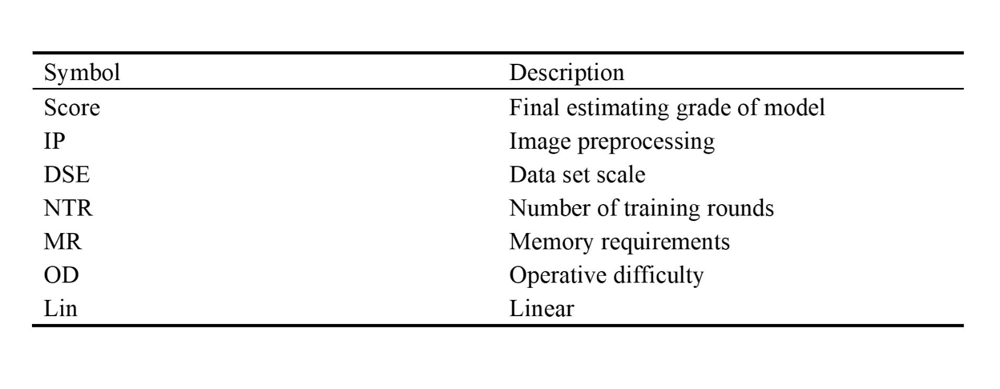 Symbol Description
Score Final estimating grade of model
IP Image preprocessing
DSE Data set scale
NTR Number of training rounds
MR Memory requirements
OD Operative difficulty
Lin Linear